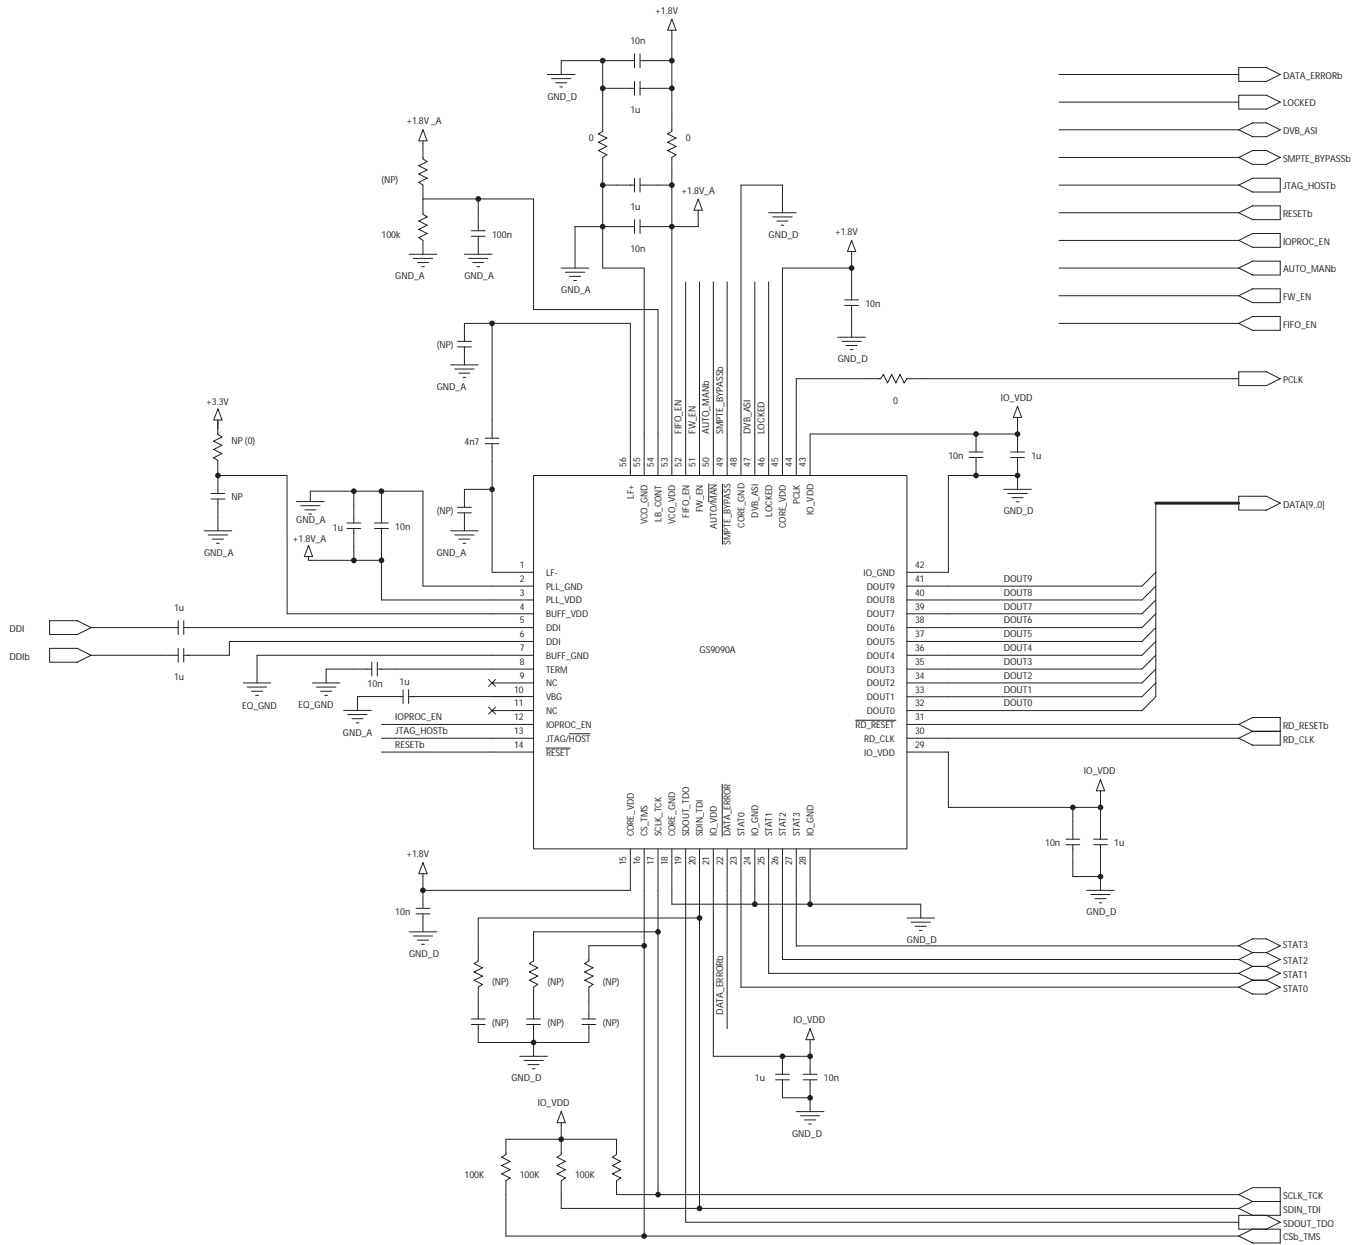 +1.8V
10n
GND_D
1u
0
0
+1.8V_A
(NP)
100k
100n
GND_A
GND_A
1u
+1.8V_A
10n
GND_A
GND_D
+1.8V
10n
GND_D
DATA_ERRORb
LOCKED
DVB_ASI
SMPTE_BYPASSb
JTAG_HOSTb
RESETb
IOPROC_EN
AUTO_MANb
FW_EN
FIFO_EN
(NP)
GND_A
4n7
(NP)
GND_A
+3.3V
NP (0)
NP
GND_A
GND_A
1u
10n
+1.8V_A
FIFO_EN
FW_EN
AUTO_MANb
SMPTE_BYPASSb
DVB_ASI
LOCKED
0
PCLK
IO_VDD
10n
1u
GND_D
DATA[9..0]
56 55 54 53 52 51 50 49 48 47 46 45 44 43
LF+
VCO_GND
LB_CONT
VCO_VDD
FIFO_EN
FW_EN
AUTO/MAN
SMPTE_BYPASS
CORE_GND
DVB_ASI
LOCKED
CORE_VDD
PCLK
IO_VDD
1 LF-
2 PLL_GND
3 PLL_VDD
4 BUFF_VDD
DDI 1u 5 DDI
DDIb 1u 6 DDI
7 BUFF_GND
EQ_GND
EQ_GND 10n 8 TERM
9 NC
GND_A 1u 10 VBG
11 NC
IOPROC_EN 12 IOPROC_EN
JTAG_HOSTb 13 JTAG/HOST
RESETb 14 RESET
GS9090A
IO_GND 42
DOUT9 41 DOUT9
DOUT8 40 DOUT8
DOUT7 39 DOUT7
DOUT6 38 DOUT6
DOUT5 37 DOUT5
DOUT4 36 DOUT4
DOUT3 35 DOUT3
DOUT2 34 DOUT2
DOUT1 33 DOUT1
DOUT0 32 DOUT0
RD_RESET 31 RD_RESETb
RD_CLK 30 RD_CLK
IO_VDD 29
IO_VDD
10n
1u
GND_D
CORE_VDD
CS_TMS
SCLK_TCK
CORE_GND
SDOUT_TDO
SDIN_TDI
IO_VDD
DATA_ERROR
STAT0
IO_GND
STAT1
STAT2
STAT3
IO_GND
15 16 17 18 19 20 21 22 23 24 25 26 27 28
+1.8V
10n
GND_D
GND_D
(NP) (NP) (NP)
(NP) (NP) (NP)
GND_D
DATA_ERRORb
STAT3
STAT2
STAT1
STAT0
IO_VDD
1u
10n
GND_D
IO_VDD
100K 100K 100K
SCLK_TCK
SDIN_TDI
SDOUT_TDO
CSb_TMS